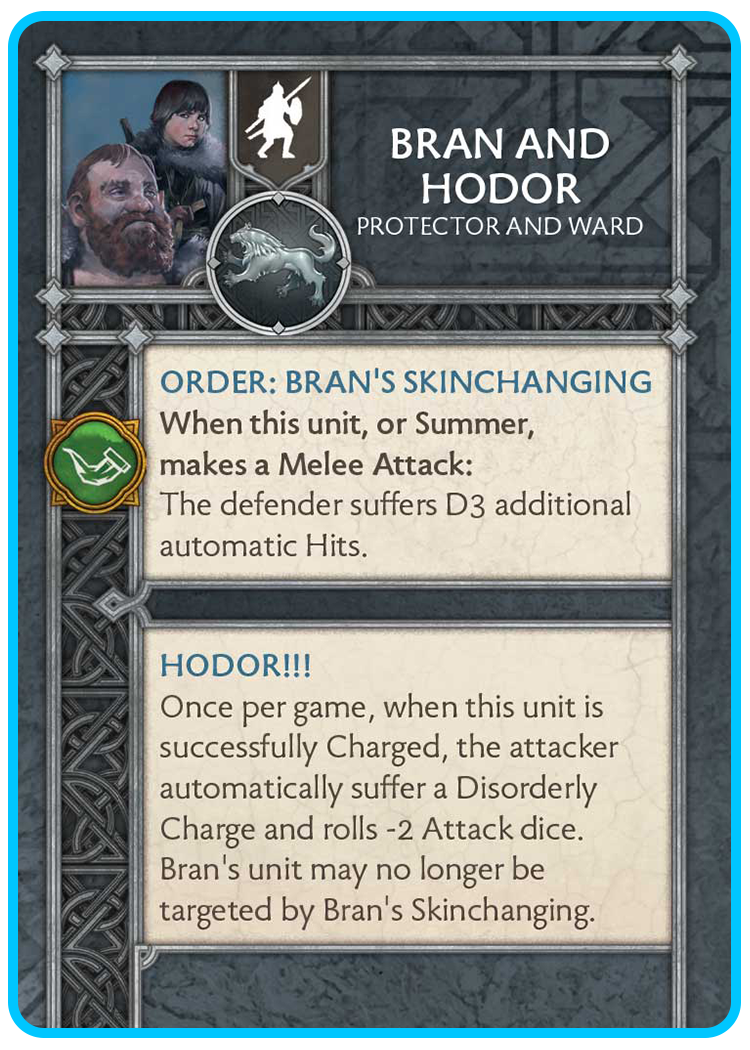 BRAN AND
HODOR
PROTECTOR AND WARD
ORDER: BRAN'S SKINCHANGING
When this unit, or Summer,
makes a Melee Attack:
The defender suffers D3 additional
automatic Hits.
HODOR!!!
Once per game, when this unit is
successfully Charged, the attacker
automatically suffer a Disorderly
Charge and rolls -2 Attack dice.
Bran's unit may no longer be
targeted by Bran's Skinchanging.